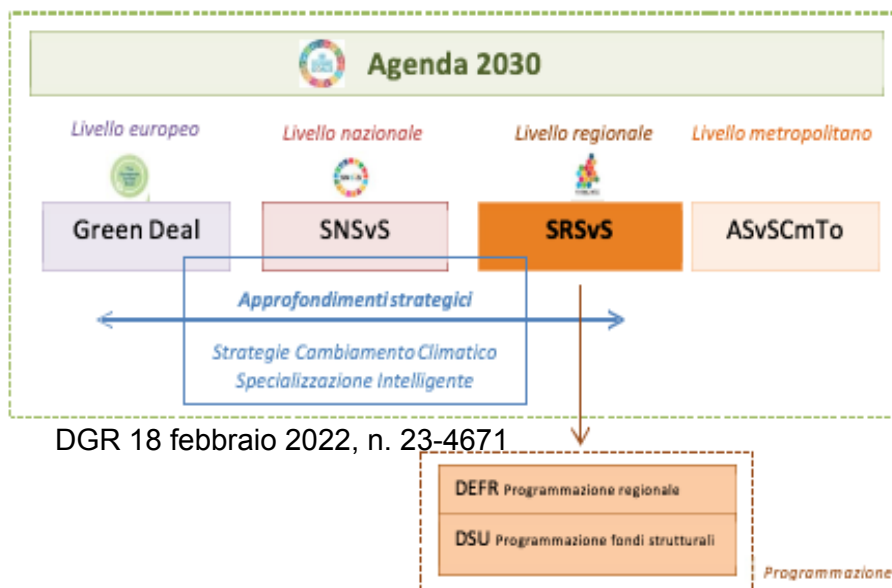 Agenda 2030
Livello europeo
Livello nazionale
Livello regionale
Livello metropolitano
Green Deal
SNSvS
SRSvS
ASvSCmTo
Approfondimenti strategici
Strategie Cambiamento Climatico
Specializzazione Intelligente
DGR 18 febbraio 2022, n. 23-4671
DEFR Programmazione regionale
DSU Programmazione fondi strutturali
Programmazione